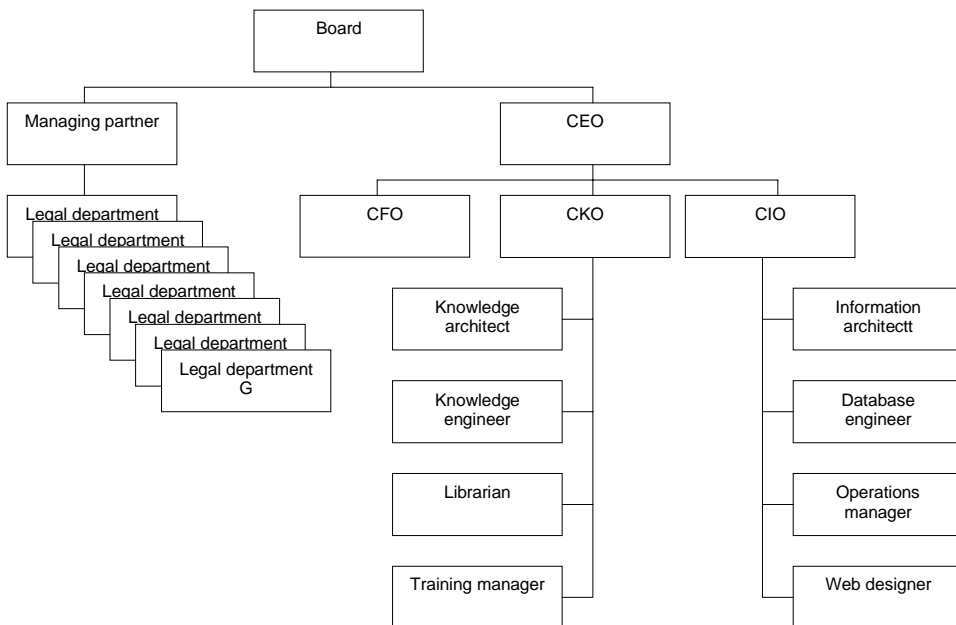 Board
Managing partner
CEO
Legal department
Legal department
Legal department
Legal department
Legal department
Legal department
Legal department
G
CFO
CKO
CIO
Knowledge
architect
Information
architectt
Knowledge
engineer
Database
engineer
Librarian
Operations
manager
Training manager
Web designer